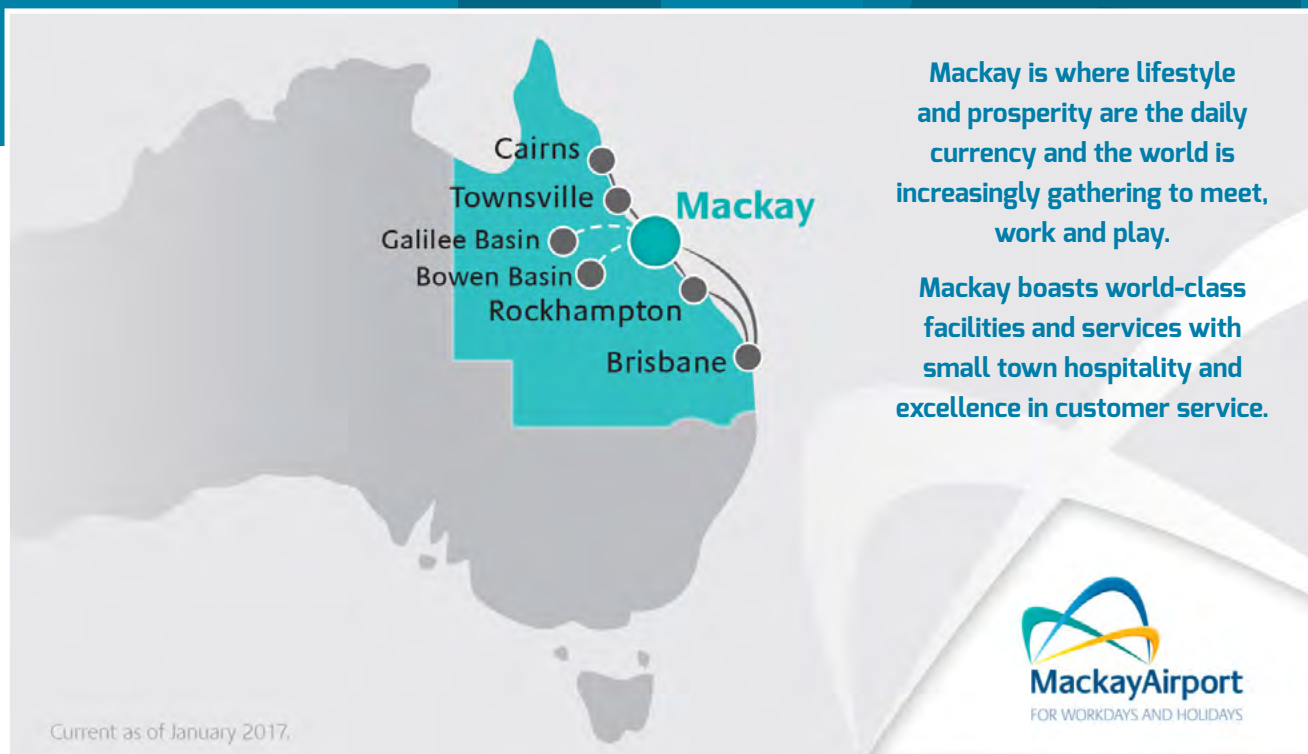 Cairns
Townsville
Mackay
Galilee Basin
Bowen Basin
Rockhampton
Brisbane
Mackay is where lifestyle
and prosperity are the daily
currency and the world is
increasingly gathering to meet,
work and play.
Mackay boasts world-class
facilities and services with
small town hospitality and
excellence in customer service.
MackayAirport
FOR WORKDAYS AND HOLIDAYS
Current as of January 2017.